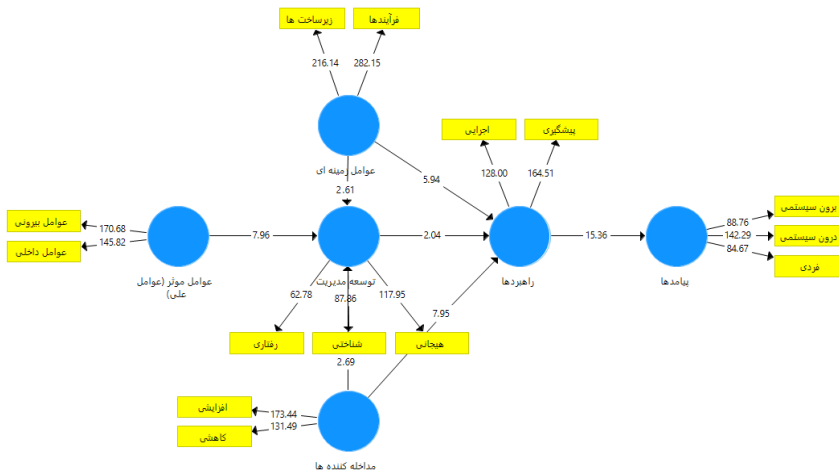 زیرساخت ها
فرآیندها
216.14
282.15
عوامل زمینه ای
اجرایی
پیشگیری
5.94
128.00
164.51
2.61
عوامل بیرونی
170.68
عوامل داخلی
145.82
7.96
2.04
15.36
برون سیستمی
88.76
درون سیستمی
142.29
فردی
84.67
عوامل موثر (عوامل
علی)
توسعه مدیریت
راهبردها
پیامدها
62.78
87.86
117.95
7.95
رفتاری
شناختی
هیجانی
2.69
افزایشی
173.44
کاهشی
131.49
مداخله کننده ها